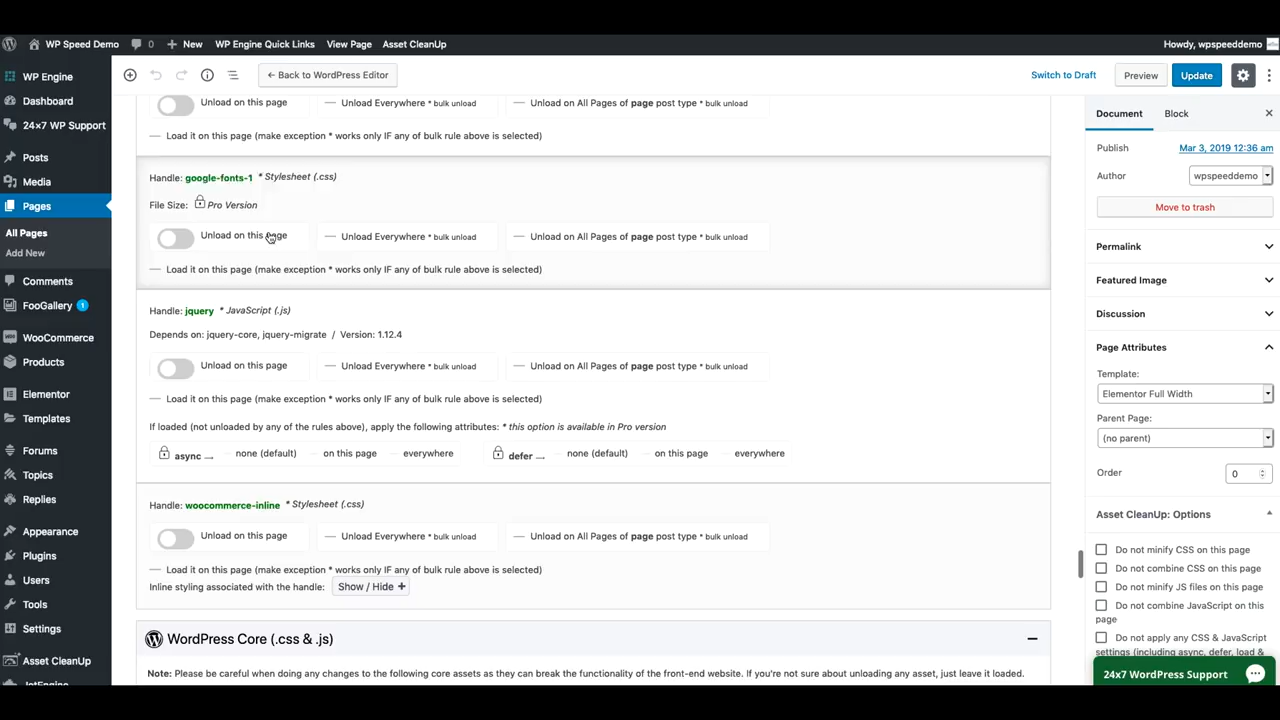 WP Speed Demo 0 New WP Engine Quick Links View Page Asset CleanUp Howdy, wpspeeddemo
WP Engine
Dashboard
24×7 WP Support
Posts
Media
Pages
All Pages
Add New
Comments
FooGallery 1
WooCommerce
Products
Elementor
Templates
Forums
Topics
Replies
Appearance
Plugins
Users
Tools
Settings
Asset CleanUp
JetEngine
← Back to WordPress Editor
Switch to Draft Preview Update
Unload on this page Unload Everywhere * bulk unload Unload on All Pages of page post type * bulk unload
Load it on this page (make exception * works only IF any of bulk rule above is selected)
Handle: google-fonts-1 * Stylesheet (.css)
File Size: Pro Version
Unload on this page Unload Everywhere * bulk unload Unload on All Pages of page post type * bulk unload
Load it on this page (make exception * works only IF any of bulk rule above is selected)
Handle: jquery * JavaScript (.js)
Depends on: jquery-core, jquery-migrate / Version: 1.12.4
Unload on this page Unload Everywhere * bulk unload Unload on All Pages of page post type * bulk unload
Load it on this page (make exception * works only IF any of bulk rule above is selected)
If loaded (not unloaded by any of the rules above), apply the following attributes: * this option is available in Pro version
async ... none (default) on this page everywhere defer ... none (default) on this page everywhere
Handle: woocommerce-inline * Stylesheet (.css)
Unload on this page Unload Everywhere * bulk unload Unload on All Pages of page post type * bulk unload
Load it on this page (make exception * works only IF any of bulk rule above is selected)
Inline styling associated with the handle: Show / Hide +
WordPress Core (.css & .js)
Note: Please be careful when doing any changes to the following core assets as they can break the functionality of the front-end website. If you're not sure about unloading any asset, just leave it loaded.
Document Block
Publish Mar 3, 2019 12:36 am
Author wpspeeddemo
Move to trash
Permalink
Featured Image
Discussion
Page Attributes
Template:
Elementor Full Width
Parent Page:
(no parent)
Order 0
Asset CleanUp: Options
Do not minify CSS on this page
Do not combine CSS on this page
Do not minify JS files on this page
Do not combine JavaScript on this
page
Do not apply any CSS & JavaScript
settings (including async, defer, load &
24x7 WordPress Support